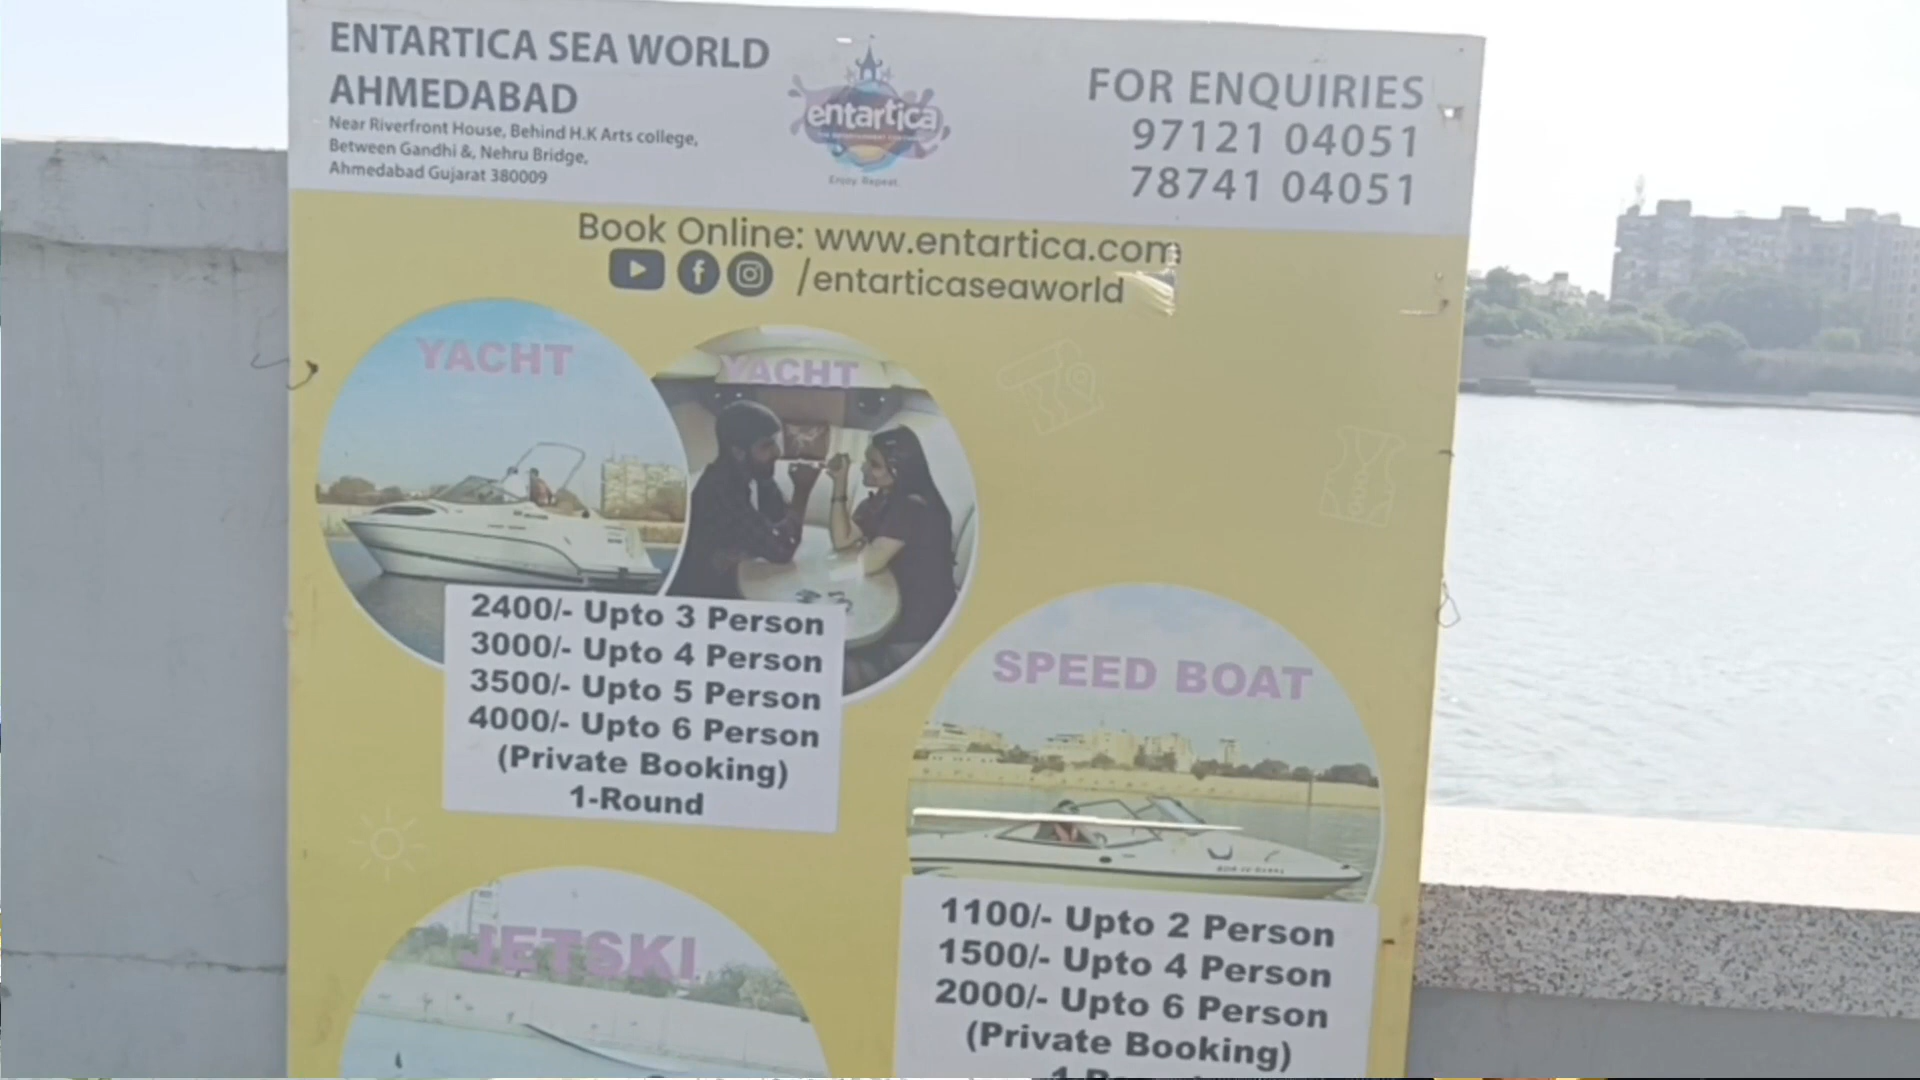 ENTARTICA SEA WORLD
AHMEDABAD
Near Riverfront House, Behind H.K Arts college,
Between Gandhi &, Nehru Bridge,
Ahmedabad Gujarat 380009
entartica
Enjoy. Repeat.
FOR ENQUIRIES
97121 04051
78741 04051
Book Online: www.entartica.com
/entarticaseaworld
YACHT
YACHT
2400/- Upto 3 Person
3000/- Upto 4 Person
3500/- Upto 5 Person
4000/- Upto 6 Person
(Private Booking)
1-Round
SPEED BOAT
1100/- Upto 2 Person
1500/- Upto 4 Person
2000/- Upto 6 Person
(Private Booking)
JETSKI